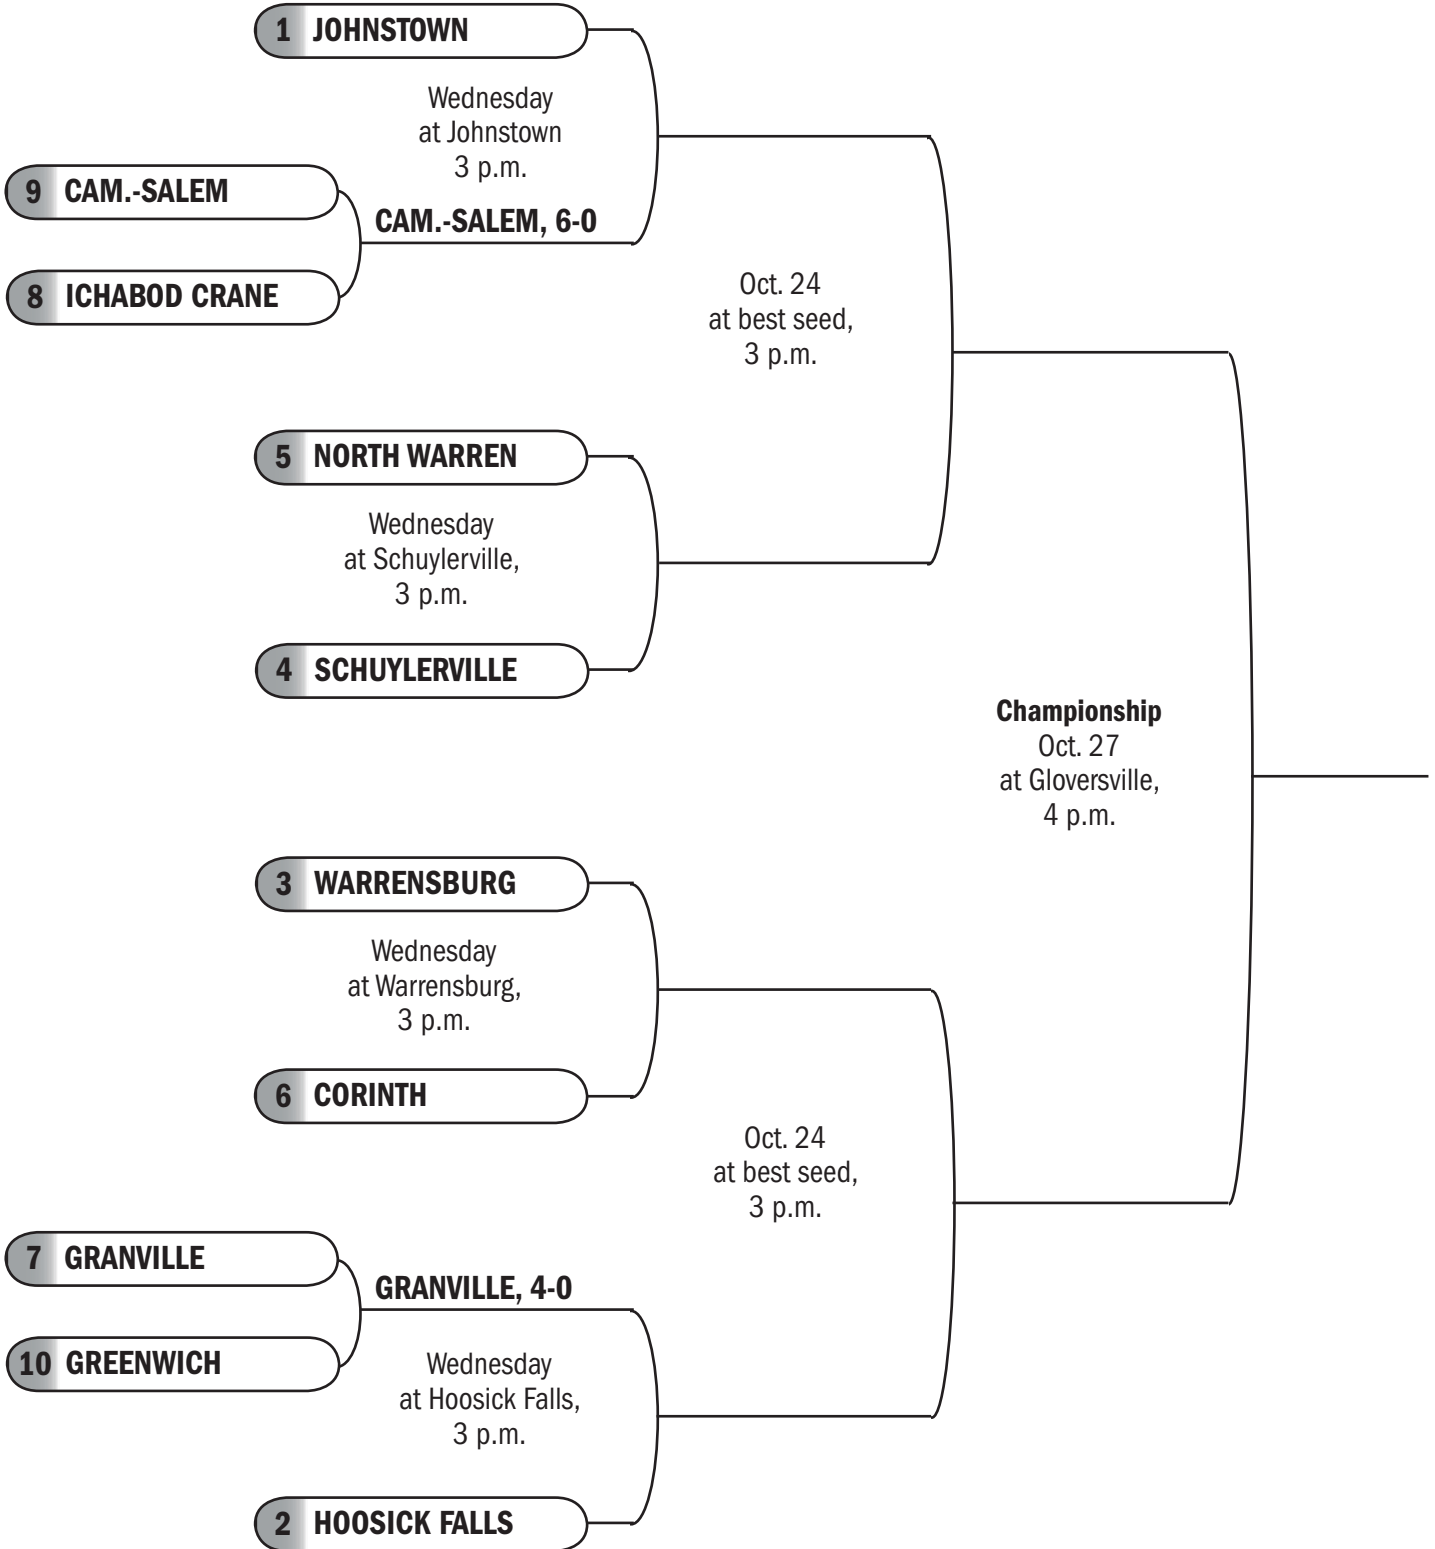 1 JOHNSTOWN
Wednesday
at Johnstown
3 p.m.
9 CAM.-SALEM
CAM.-SALEM, 6-0
8 ICHABOD CRANE
Oct. 24
at best seed,
3 p.m.
5 NORTH WARREN
Wednesday
at Schuylerville,
3 p.m.
4 SCHUYLERVILLE
Championship
Oct. 27
at Gloversville,
4 p.m.
3 WARRENSBURG
Wednesday
at Warrensburg,
3 p.m.
6 CORINTH
Oct. 24
at best seed,
3 p.m.
7 GRANVILLE
GRANVILLE, 4-0
10 GREENWICH
Wednesday
at Hoosick Falls,
3 p.m.
2 HOOSICK FALLS